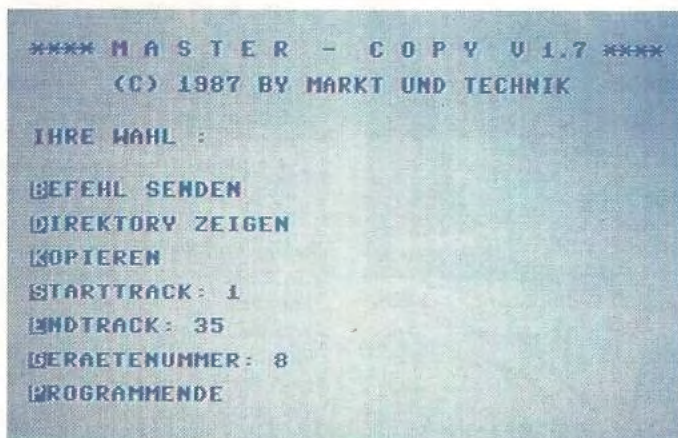 **** M A S T E R - C O P Y V 1.7 ****
(C) 1987 BY MARKT UND TECHNIK
IHRE WAHL :
BEFEHL SENDEN
DIREKTORY ZEIGEN
KOPIEREN
STARTTRACK: 1
ENDTRACK: 35
GERAETENUMMER: 8
PROGRAMMENDE